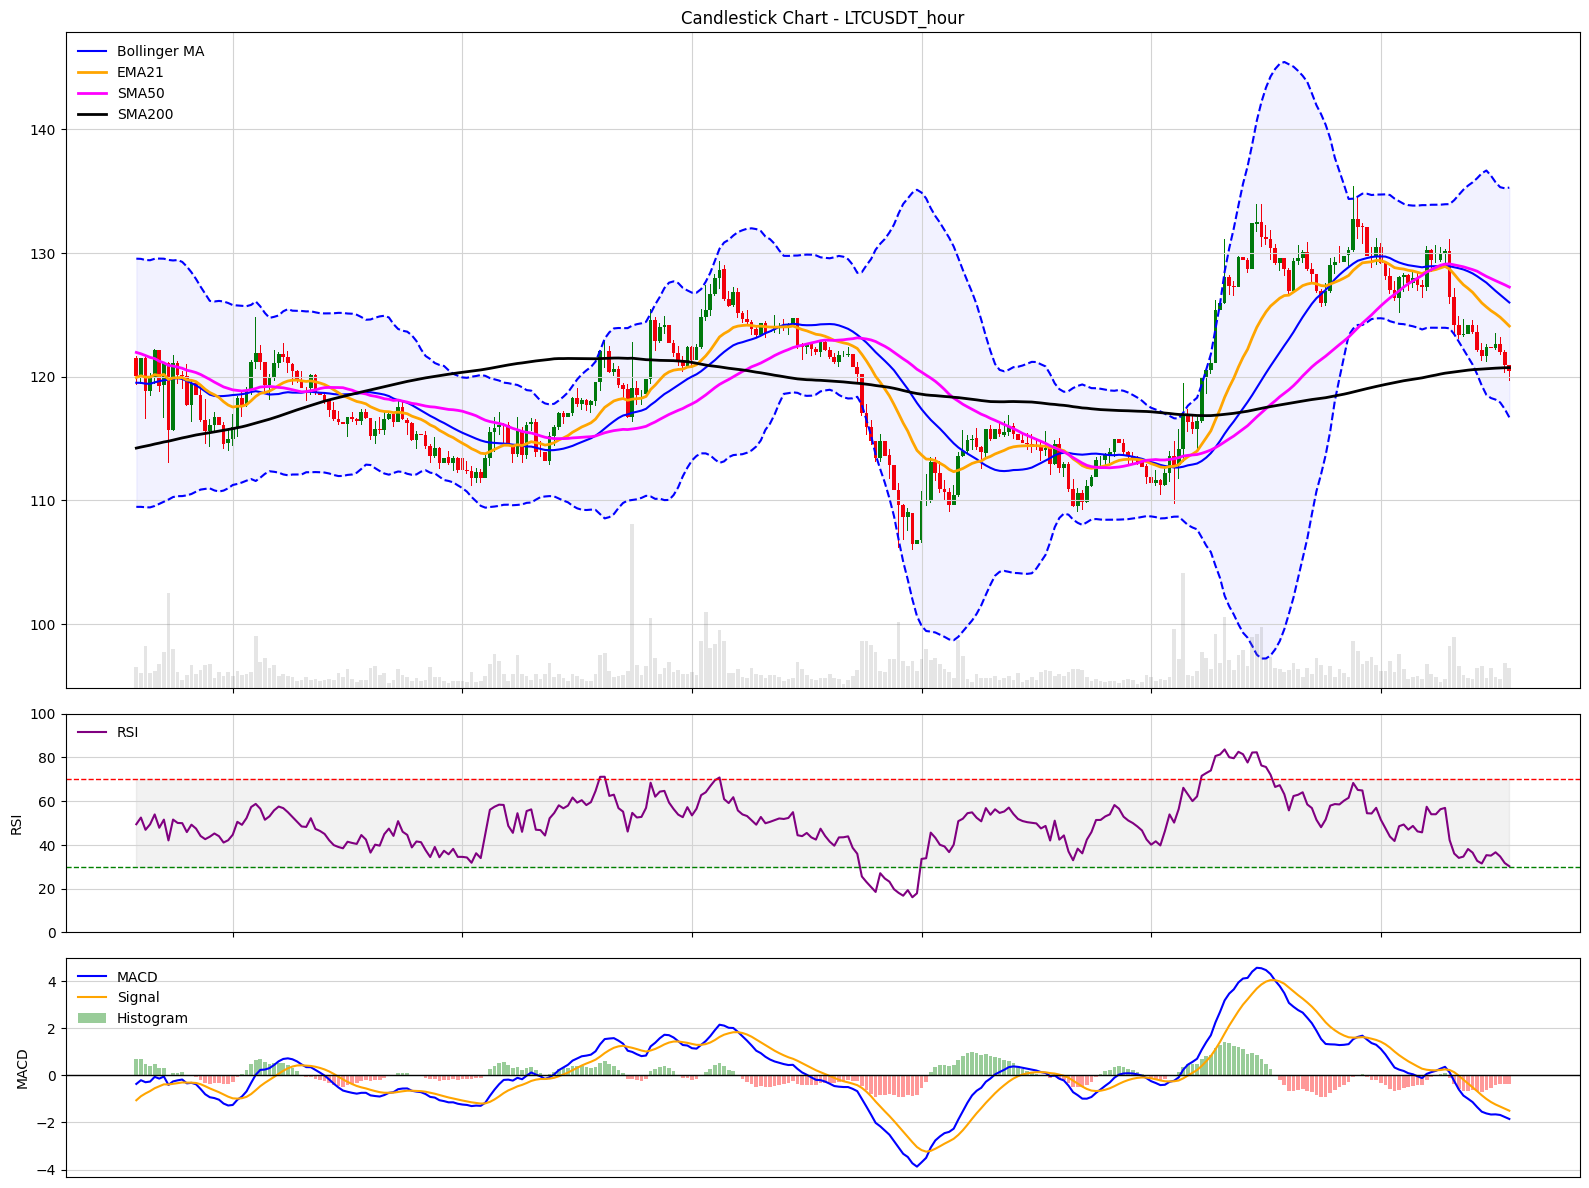 Candlestick Chart - LTCUSDT_hour
Bollinger MA
EMA21
SMA50
SMA200
140
130
120
110
100
100
RSI
80
60
RSI
40
20
0
MACD
4
Signal
Histogram
2
MACD
0
−2
−4